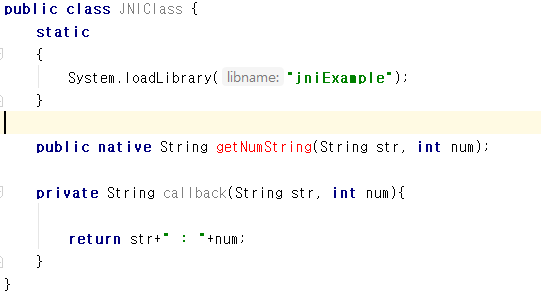 public class JNIClass {
    static
    {
        System.loadLibrary( libname: "jniExample");
    }

    public native String getNumString(String str, int num);

    private String callback(String str, int num){

        return str+" : "+num;
    }
}